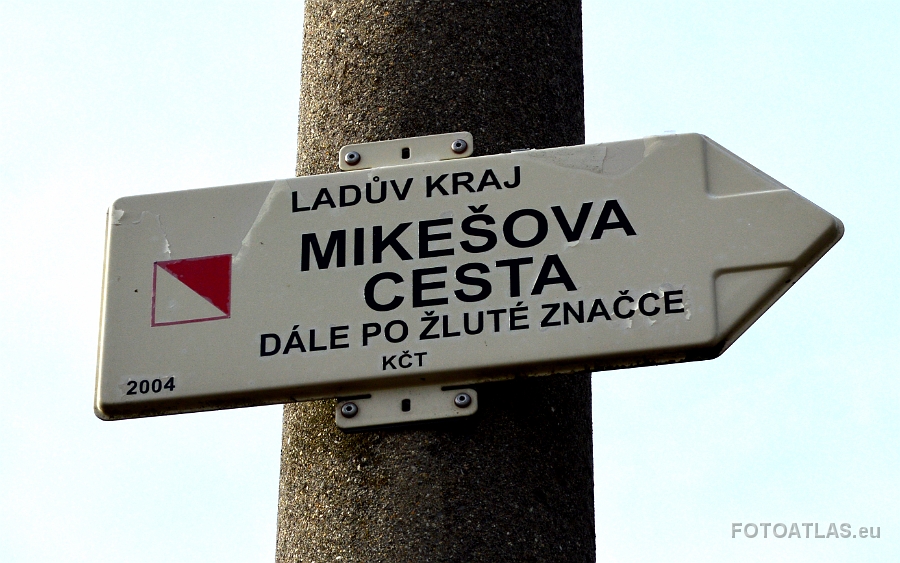 LADŮV KRAJ
MIKEŠOVA
CESTA
DÁLE PO ŽLUTÉ ZNAČCE
KČT
2004
FOTOATLAS.eu